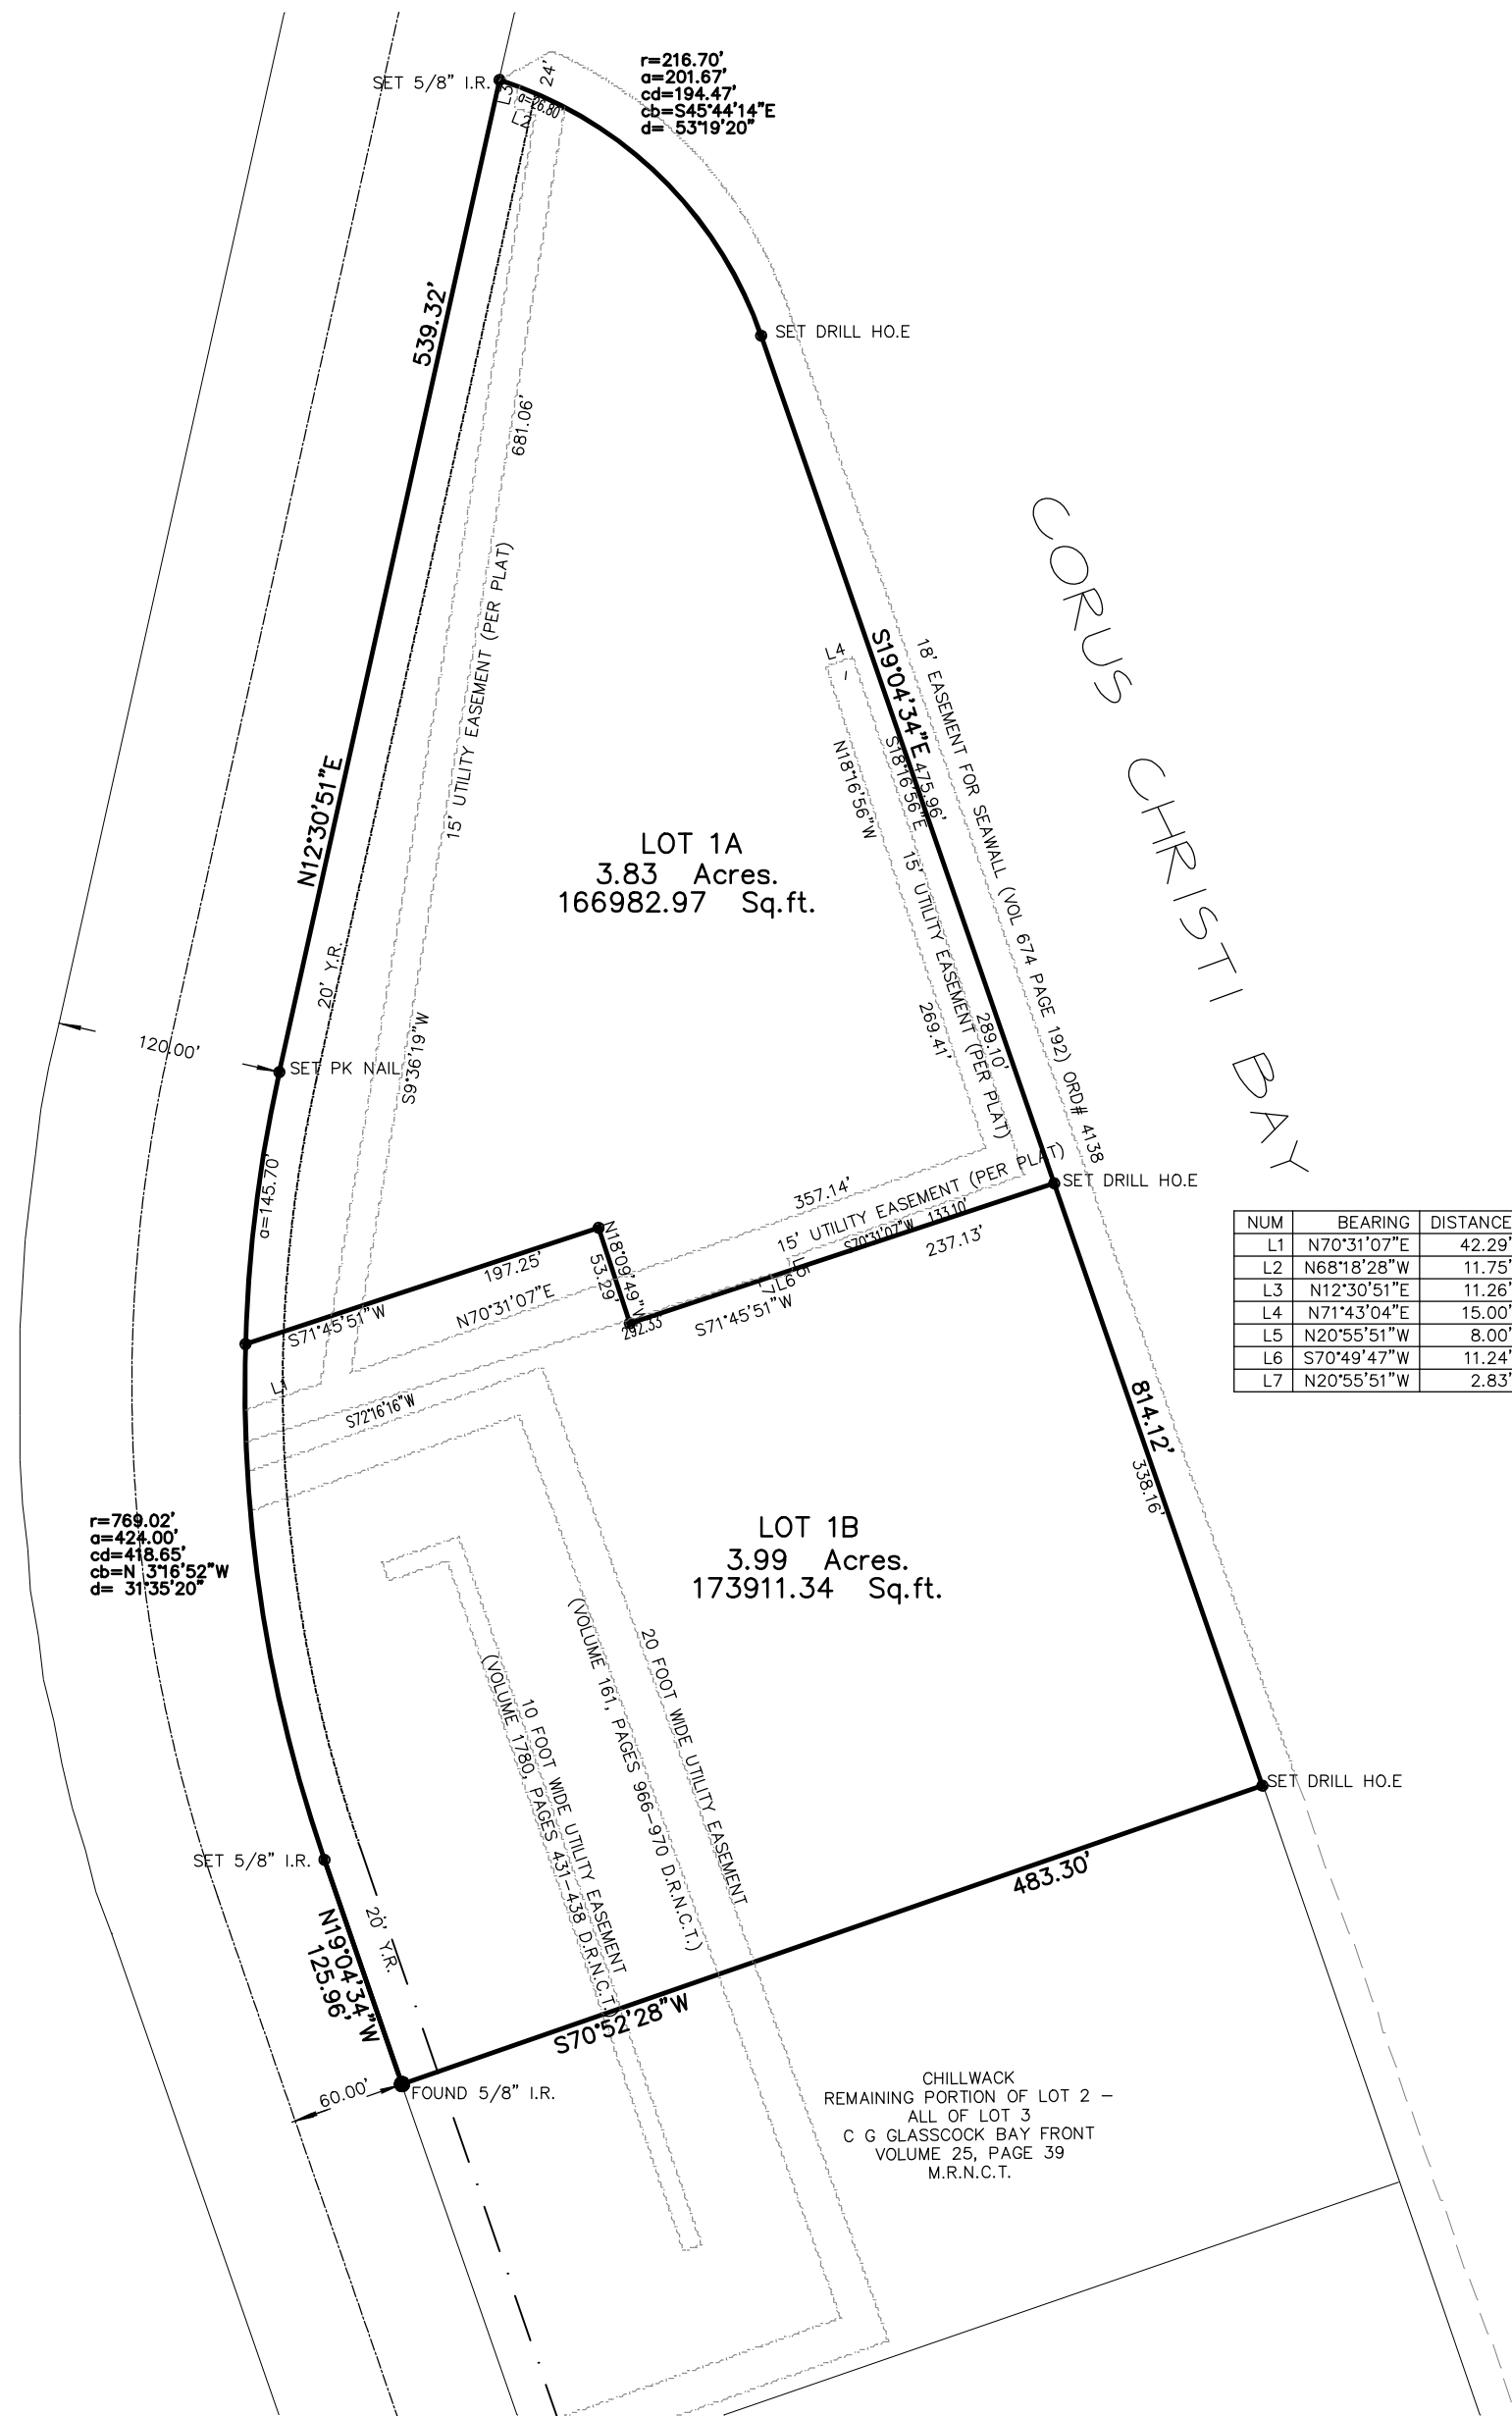 SET 5/8" I.R.
L3
24'
a=26.80'
L2
r=216.70'
a=201.67'
cd=194.47'
cb=S45°44'14"E
d= 53°19'20"
SET DRILL HO.E
539.32'
N12°30'51"E
681.06'
15' UTILITY EASEMENT (PER PLAT)
S9°36'19"W
20' Y.R.
120.00'
SET PK NAIL
a=145.70'
LOT 1A
3.83 Acres.
166982.97 Sq.ft.
L4
N18°16'56"W
269.41'
S18°16'56"E
289.10'
15' UTILITY EASEMENT (PER PLAT)
S19°04'34"E
475.96'
18' EASEMENT FOR SEAWALL (VOL 674 PAGE 192) ORD# 4138
CORUS CHRISTI BAY
SET DRILL HO.E
197.25'
S71°45'51"W
N18°09'49"W
53.29'
N70°31'07"E
357.14'
15' UTILITY EASEMENT (PER PLAT)
S70°31'07"W 133.10'
237.13'
S71°45'51"W
L5
L6
L7
292.33
L1
S72°16'16"W
NUM BEARING DISTANCE
L1 N70°31'07"E 42.29'
L2 N68°18'28"W 11.75'
L3 N12°30'51"E 11.26'
L4 N71°43'04"E 15.00'
L5 N20°55'51"W 8.00'
L6 S70°49'47"W 11.24'
L7 N20°55'51"W 2.83'
r=769.02'
a=424.00'
cd=418.65'
cb=N 3°16'52"W
d= 31°35'20"
LOT 1B
3.99 Acres.
173911.34 Sq.ft.
814.12'
338.16'
20 FOOT WIDE UTILITY EASEMENT
(VOLUME 161, PAGES 966-970 D.R.N.C.T.)
10 FOOT WIDE UTILITY EASEMENT
(VOLUME 1780, PAGES 431-438 D.R.N.C.T.)
SET DRILL HO.E
SET 5/8" I.R.
N19°04'34"W
125.96'
20' Y.R.
483.30'
S70°52'28"W
60.00'
FOUND 5/8" I.R.
CHILLWACK
REMAINING PORTION OF LOT 2 –
ALL OF LOT 3
C G GLASSCOCK BAY FRONT
VOLUME 25, PAGE 39
M.R.N.C.T.